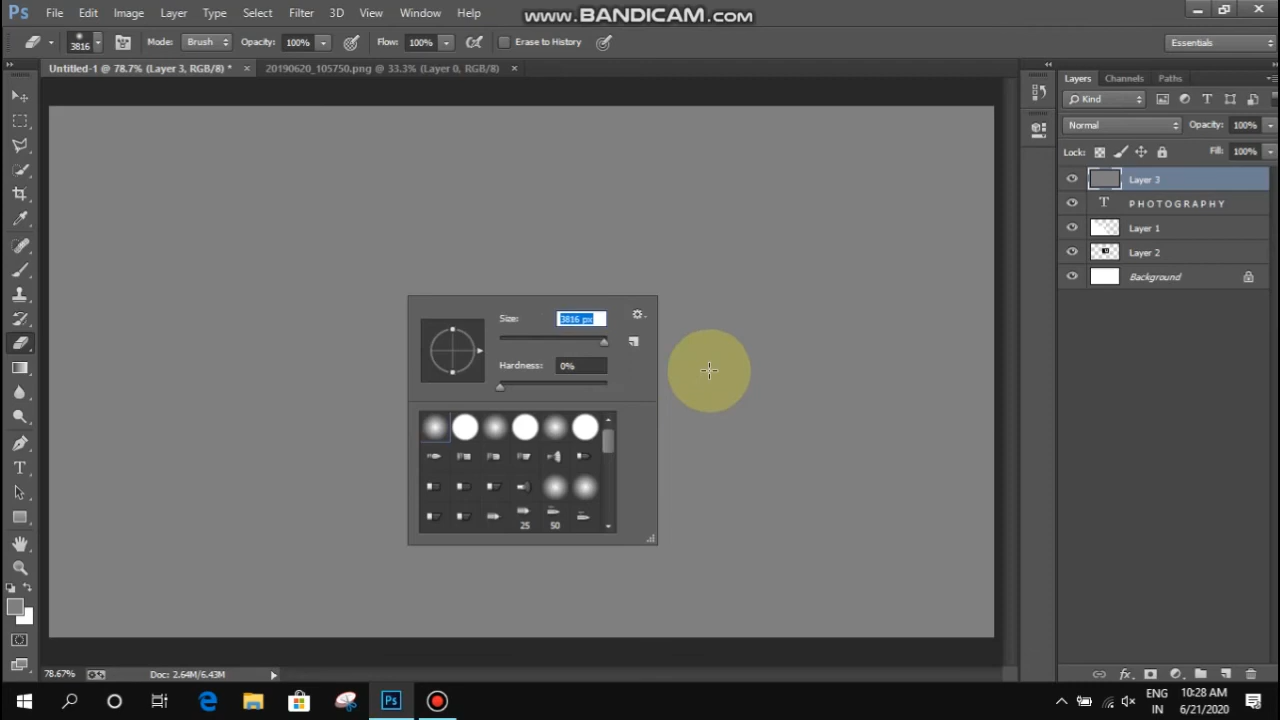 Ps File Edit Image Layer Type Select Filter 3D View Window Help
www.BANDICAM.com
3816 Mode: Brush Opacity: 100% Flow: 100% Erase to History Essentials
Untitled-1 @ 78.7% (Layer 3, RGB/8) * × 20190620_105750.png @ 33.3% (Layer 0, RGB/8) ×
Layers Channels Paths
Kind
Normal Opacity: 100%
Lock: Fill: 100%
Layer 3
T PHOTOGRAPHY
Layer 1
Layer 2
Background
Size: 3816 px
Hardness: 0%
25 50
78.67% Doc: 2.64M/6.43M
Ps ENG 10:28 AM
IN 6/21/2020